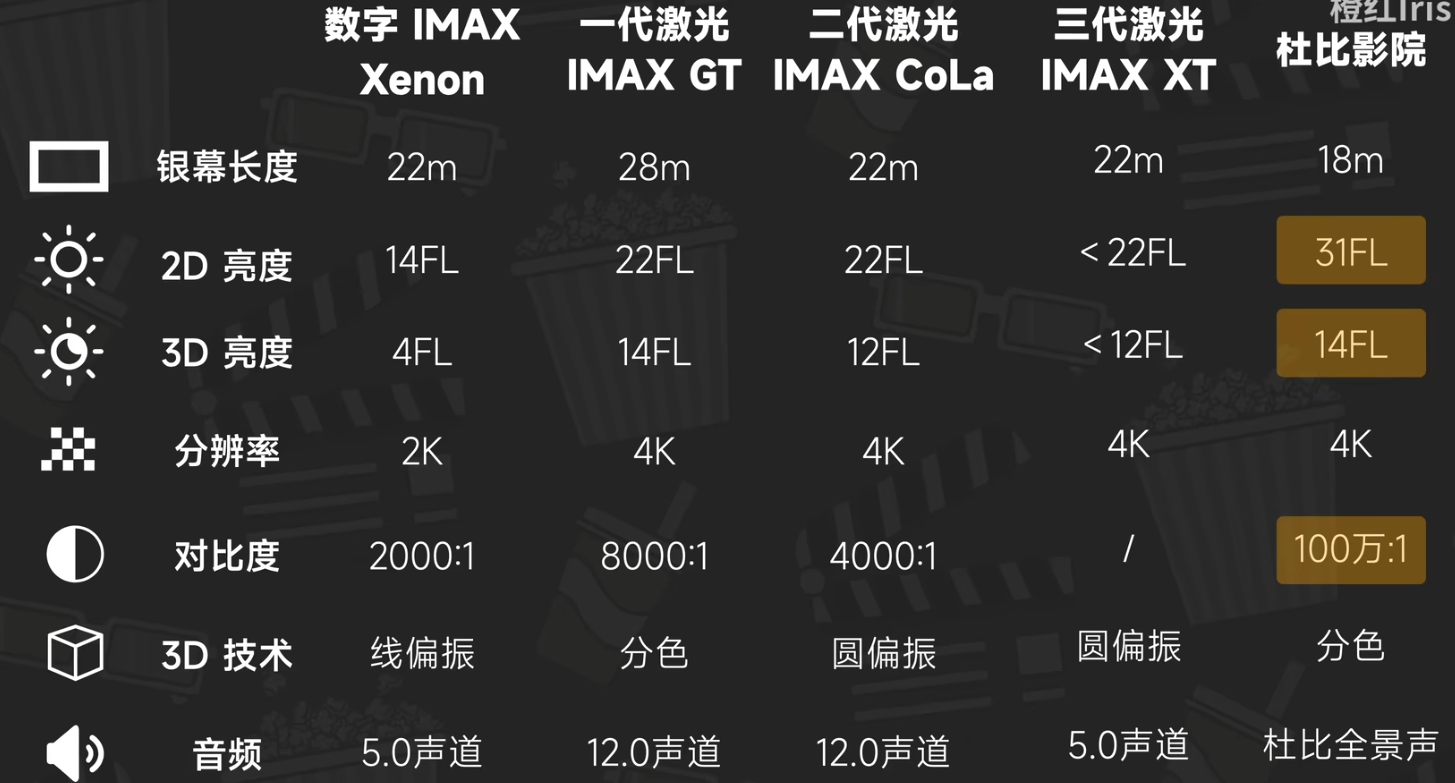 橙红Iris
数字 IMAX 一代激光 二代激光 三代激光 杜比影院
Xenon IMAX GT IMAX CoLa IMAX XT
银幕长度 22m 28m 22m 22m 18m
2D 亮度 14FL 22FL 22FL <22FL 31FL
3D 亮度 4FL 14FL 12FL <12FL 14FL
分辨率 2K 4K 4K 4K 4K
对比度 2000:1 8000:1 4000:1 / 100万:1
3D 技术 线偏振 分色 圆偏振 圆偏振 分色
音频 5.0声道 12.0声道 12.0声道 5.0声道 杜比全景声